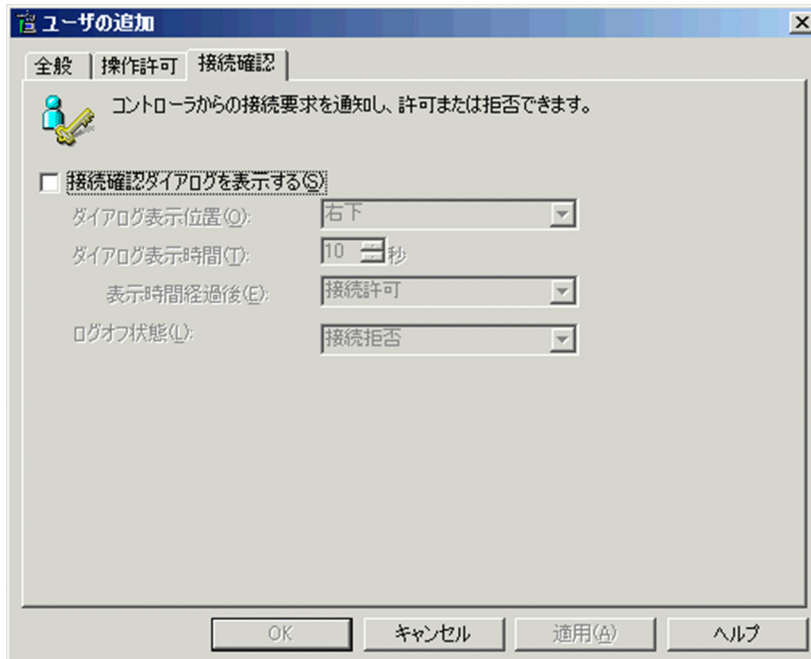 ユーザの追加
全般 操作許可 接続確認
コントローラからの接続要求を通知し、許可または拒否できます。
接続確認ダイアログを表示する(S)
ダイアログ表示位置(O): 右下
ダイアログ表示時間(T): 10 秒
表示時間経過後(E): 接続許可
ログオフ状態(L): 接続拒否
OK キャンセル 適用(A) ヘルプ